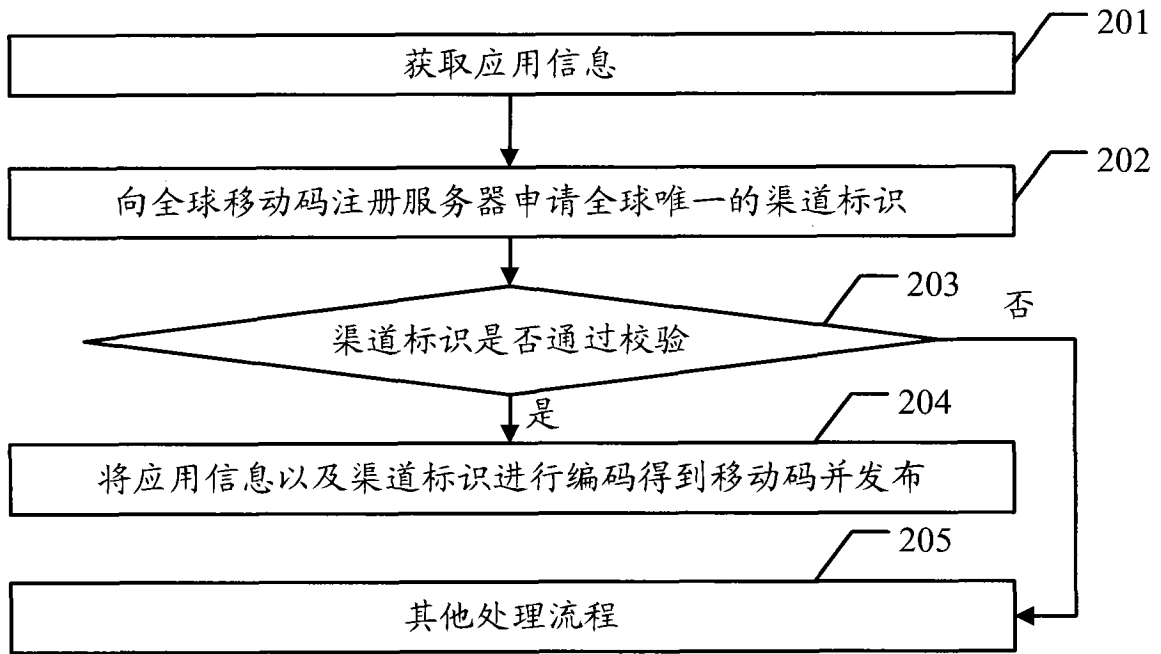 201
获取应用信息
202
向全球移动码注册服务器申请全球唯一的渠道标识
203
否
渠道标识是否通过校验
是
204
将应用信息以及渠道标识进行编码得到移动码并发布
205
其他处理流程